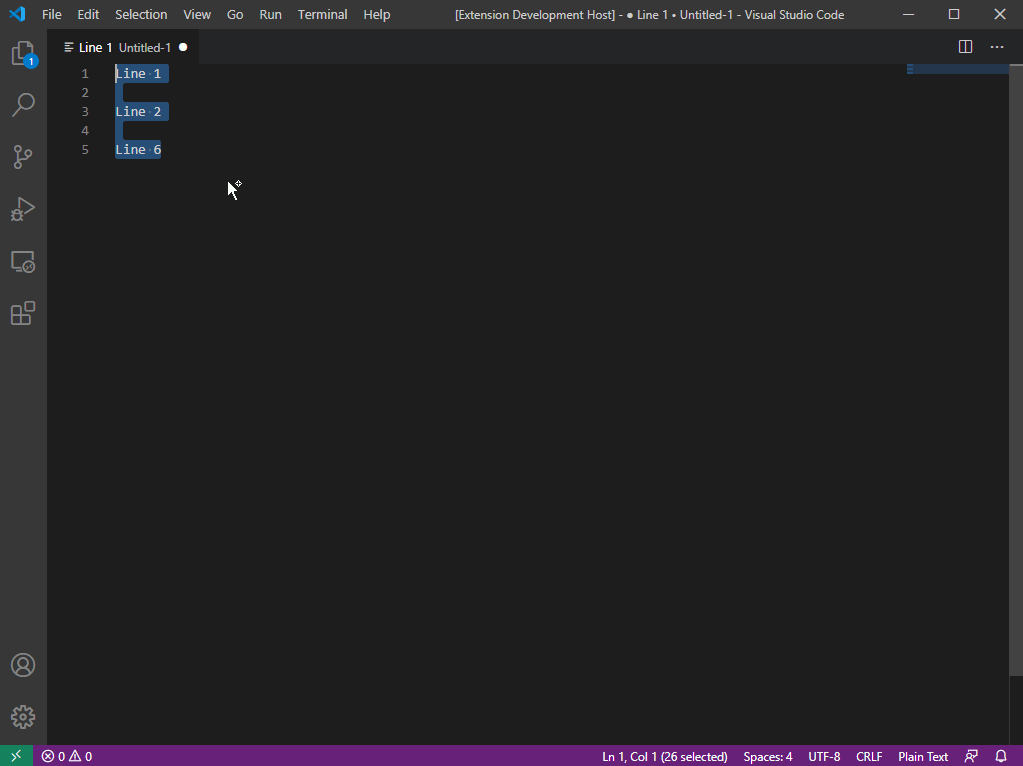 File Edit Selection View Go Run Terminal Help [Extension Development Host] - ● Line 1 • Untitled-1 - Visual Studio Code
Line 1 Untitled-1 ●
1
1 Line·1
2
3 Line·2
4
5 Line·6
0 0 Ln 1, Col 1 (26 selected) Spaces: 4 UTF-8 CRLF Plain Text